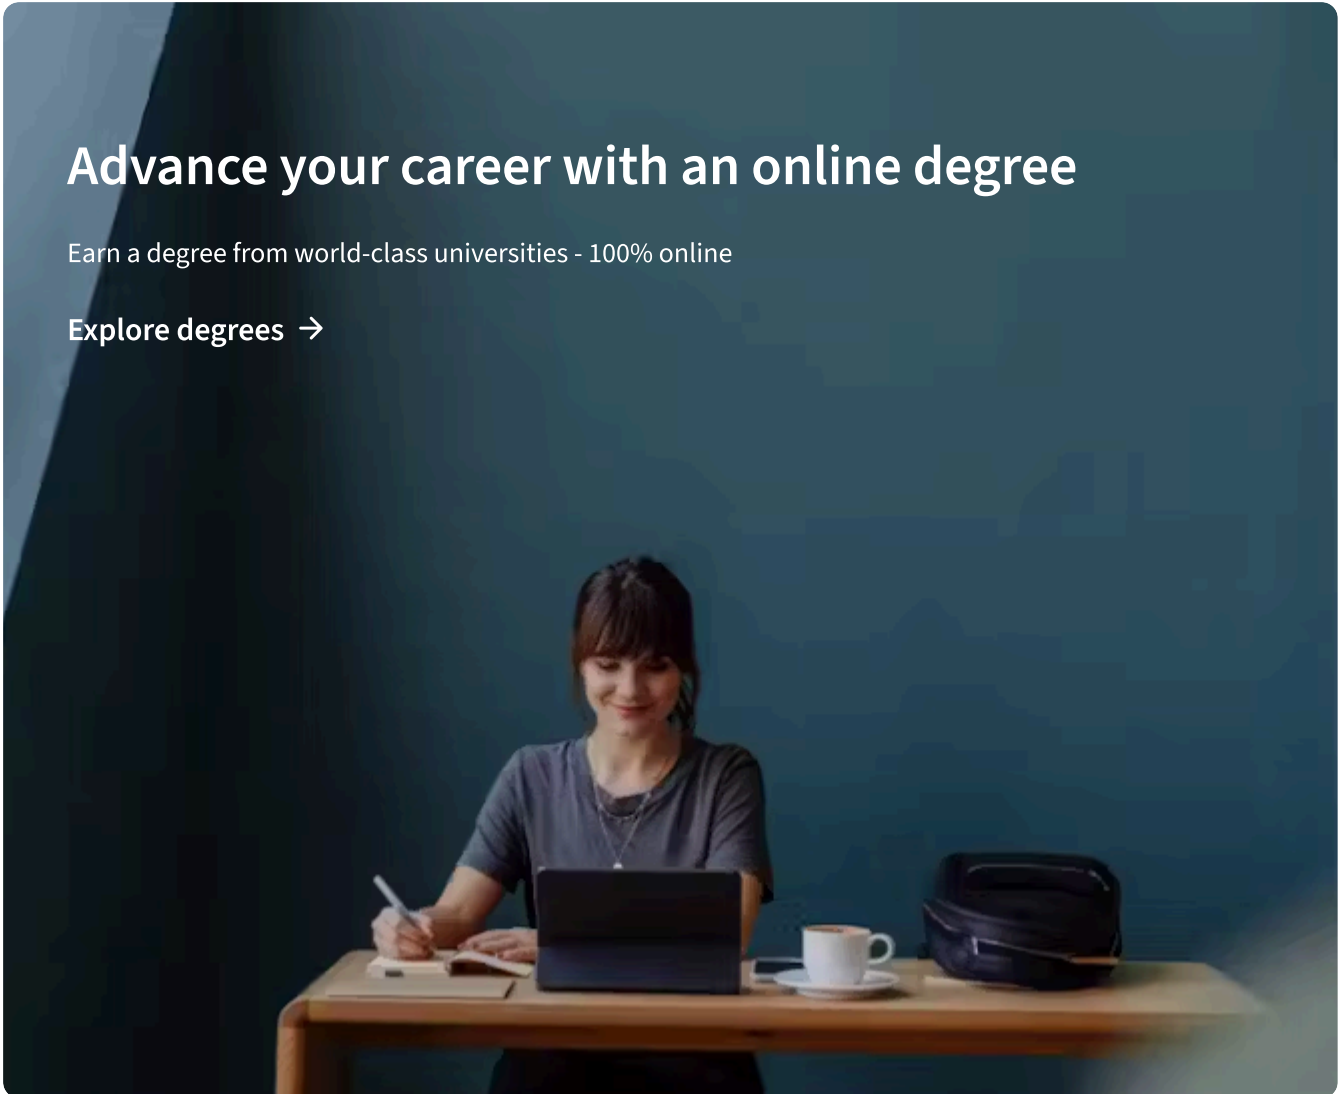 Advance your career with an online degree
Earn a degree from world-class universities - 100% online
Explore degrees →